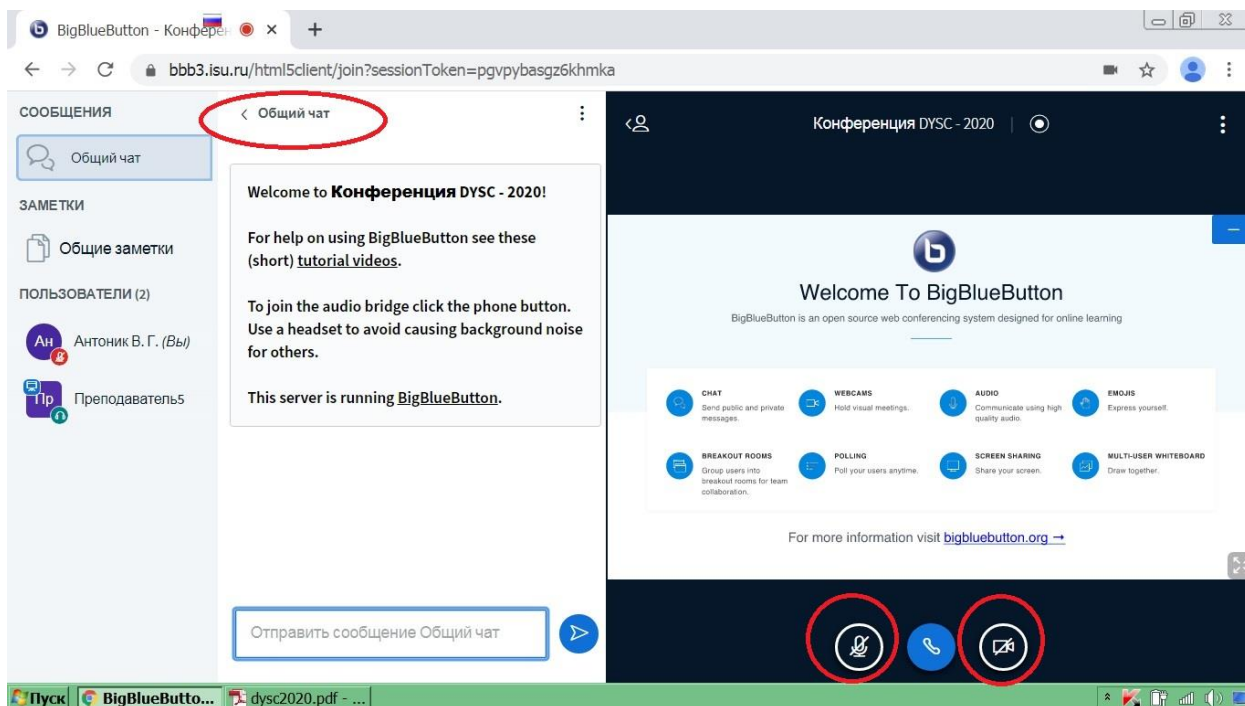 BigBlueButton - Конферен
bbb3.isu.ru/html5client/join?sessionToken=pgvpybasgz6khmka
СООБЩЕНИЯ
Общий чат
ЗАМЕТКИ
Общие заметки
ПОЛЬЗОВАТЕЛИ (2)
Ан
Антоник В. Г. (Вы)
Пр
Преподаватель5
Общий чат
Welcome to Конференция DYSC - 2020!
For help on using BigBlueButton see these
(short) tutorial videos.
To join the audio bridge click the phone button.
Use a headset to avoid causing background noise
for others.
This server is running BigBlueButton.
Отправить сообщение Общий чат
Конференция DYSC - 2020
Welcome To BigBlueButton
BigBlueButton is an open source web conferencing system designed for online learning
CHAT
Send public and private
messages.
WEBCAMS
Hold visual meetings.
AUDIO
Communicate using high
quality audio.
EMOJIS
Express yourself.
BREAKOUT ROOMS
Group users into
breakout rooms for team
collaboration.
POLLING
Poll your users anytime.
SCREEN SHARING
Share your screen.
MULTI-USER WHITEBOARD
Draw together.
For more information visit bigbluebutton.org →
Пуск
BigBlueButto...
dysc2020.pdf - ...